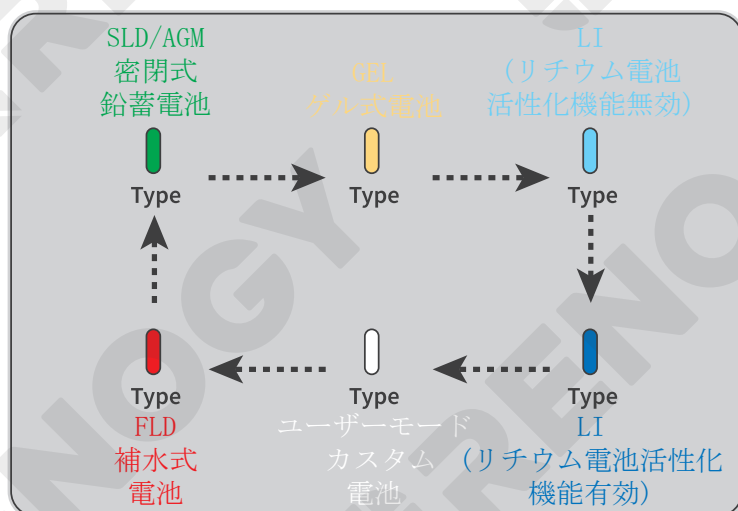 SLD/AGM
密閉式
鉛蓄電池
Type
GEL
ゲル式電池
Type
LI
(リチウム電池
活性化機能無効)
Type
Type
FLD
補水式
電池
Type
ユーザーモード
カスタム
電池
Type
LI
(リチウム電池活性化
機能有効)
RENOGY
RENOGY